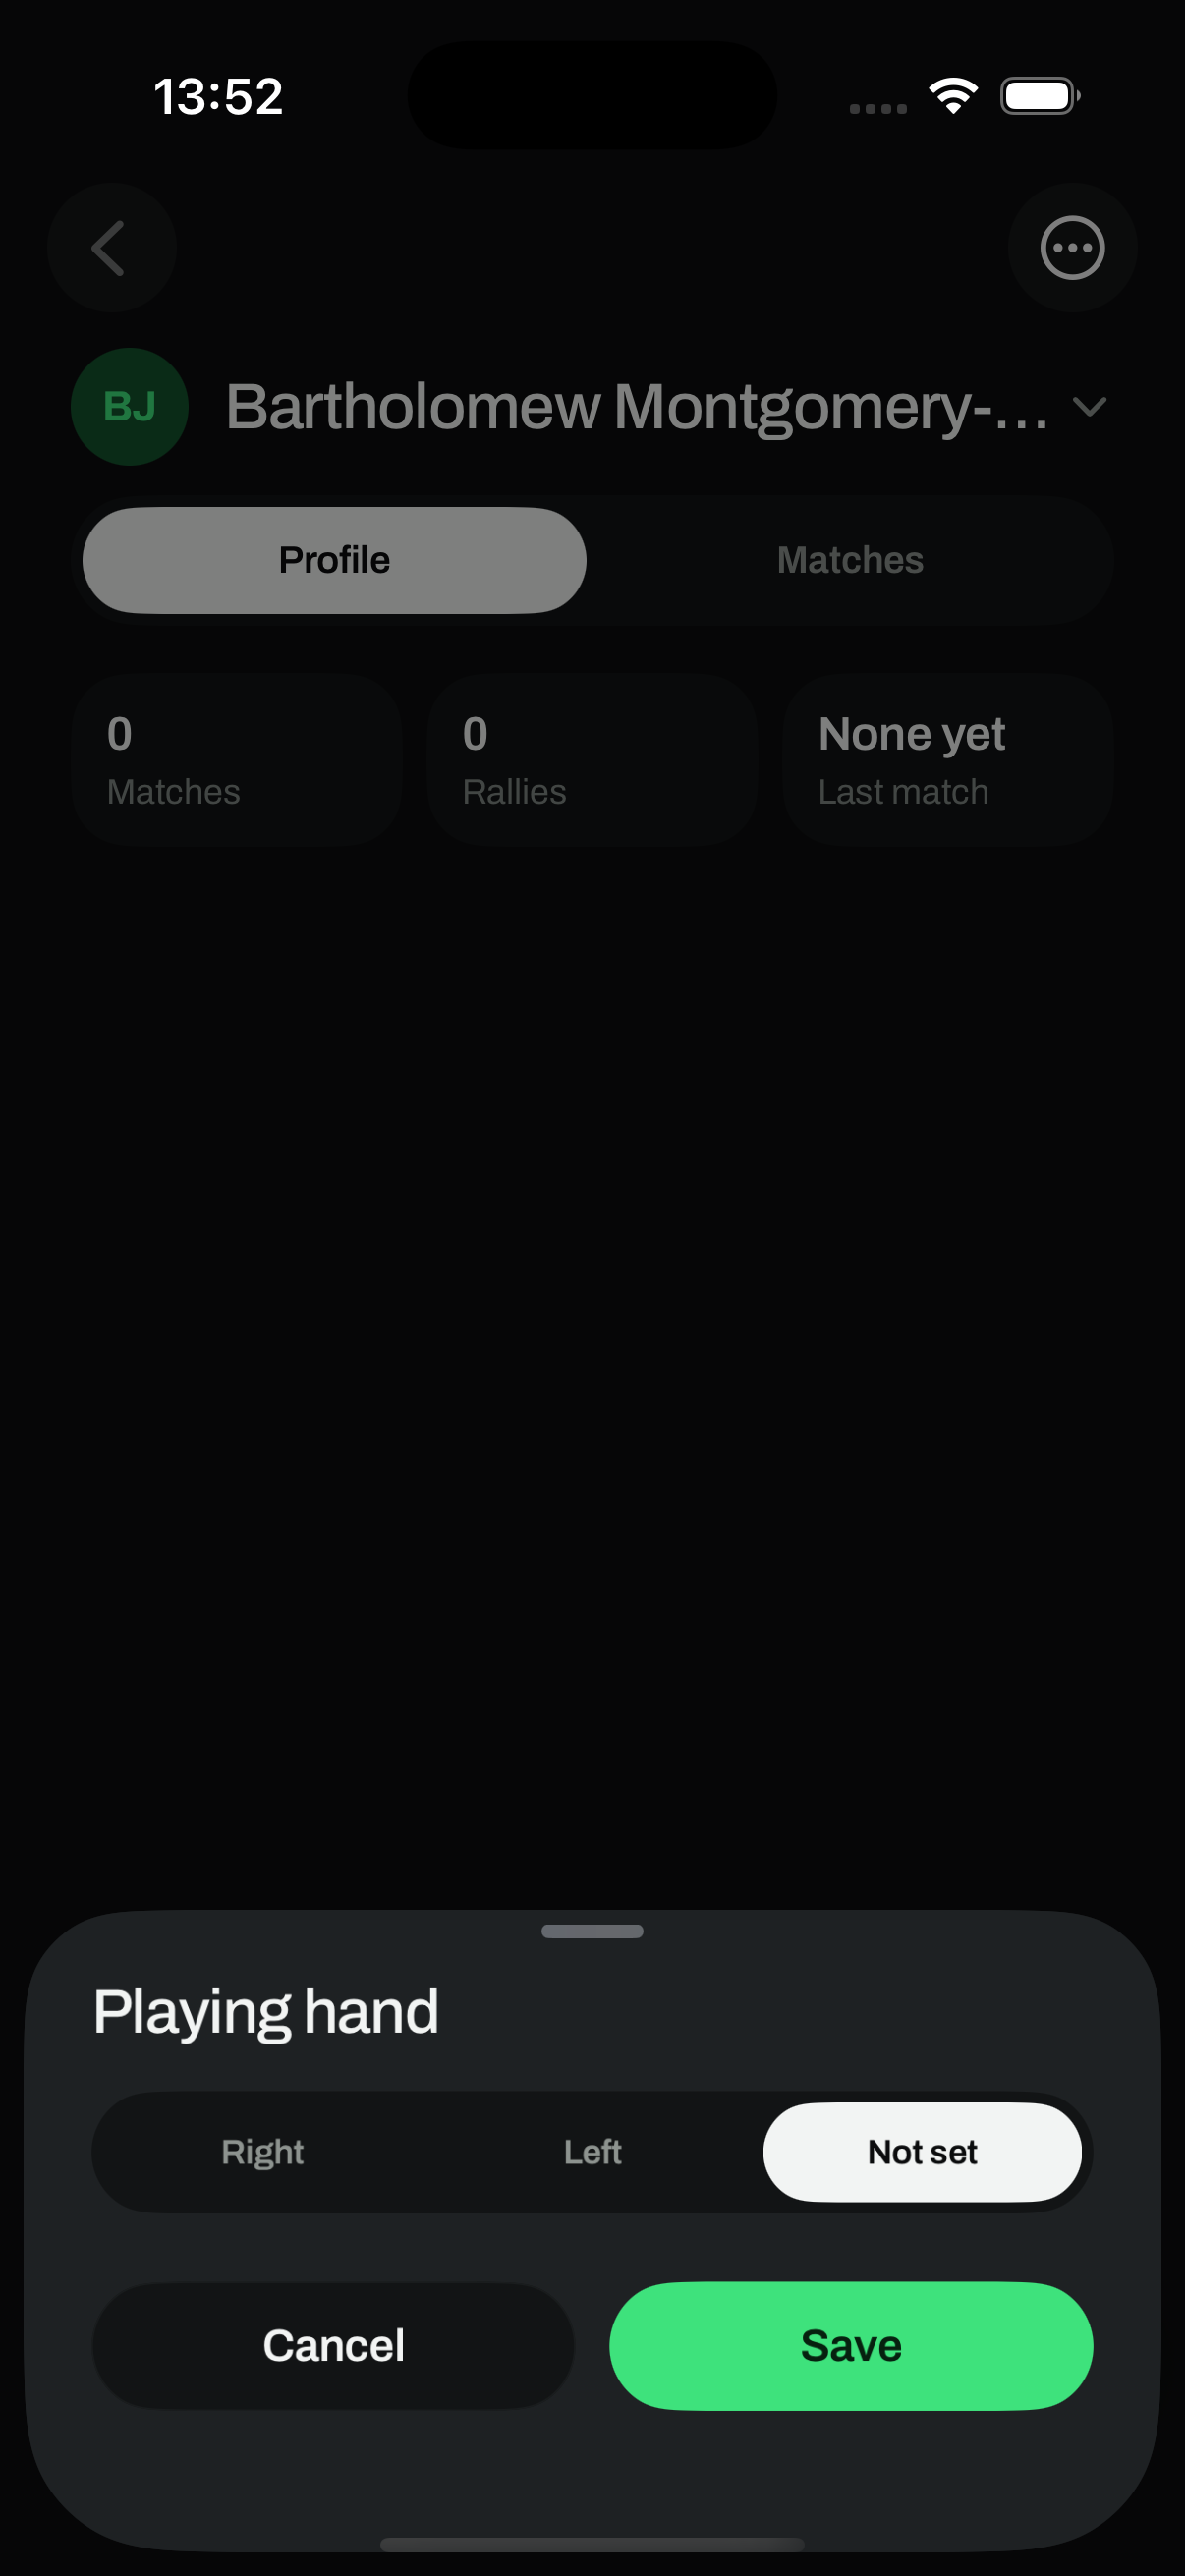 13:52
BJ
Bartholomew Montgomery-...
Profile Matches
0 0 None yet
Matches Rallies Last match
Playing hand
Right Left Not set
Cancel Save